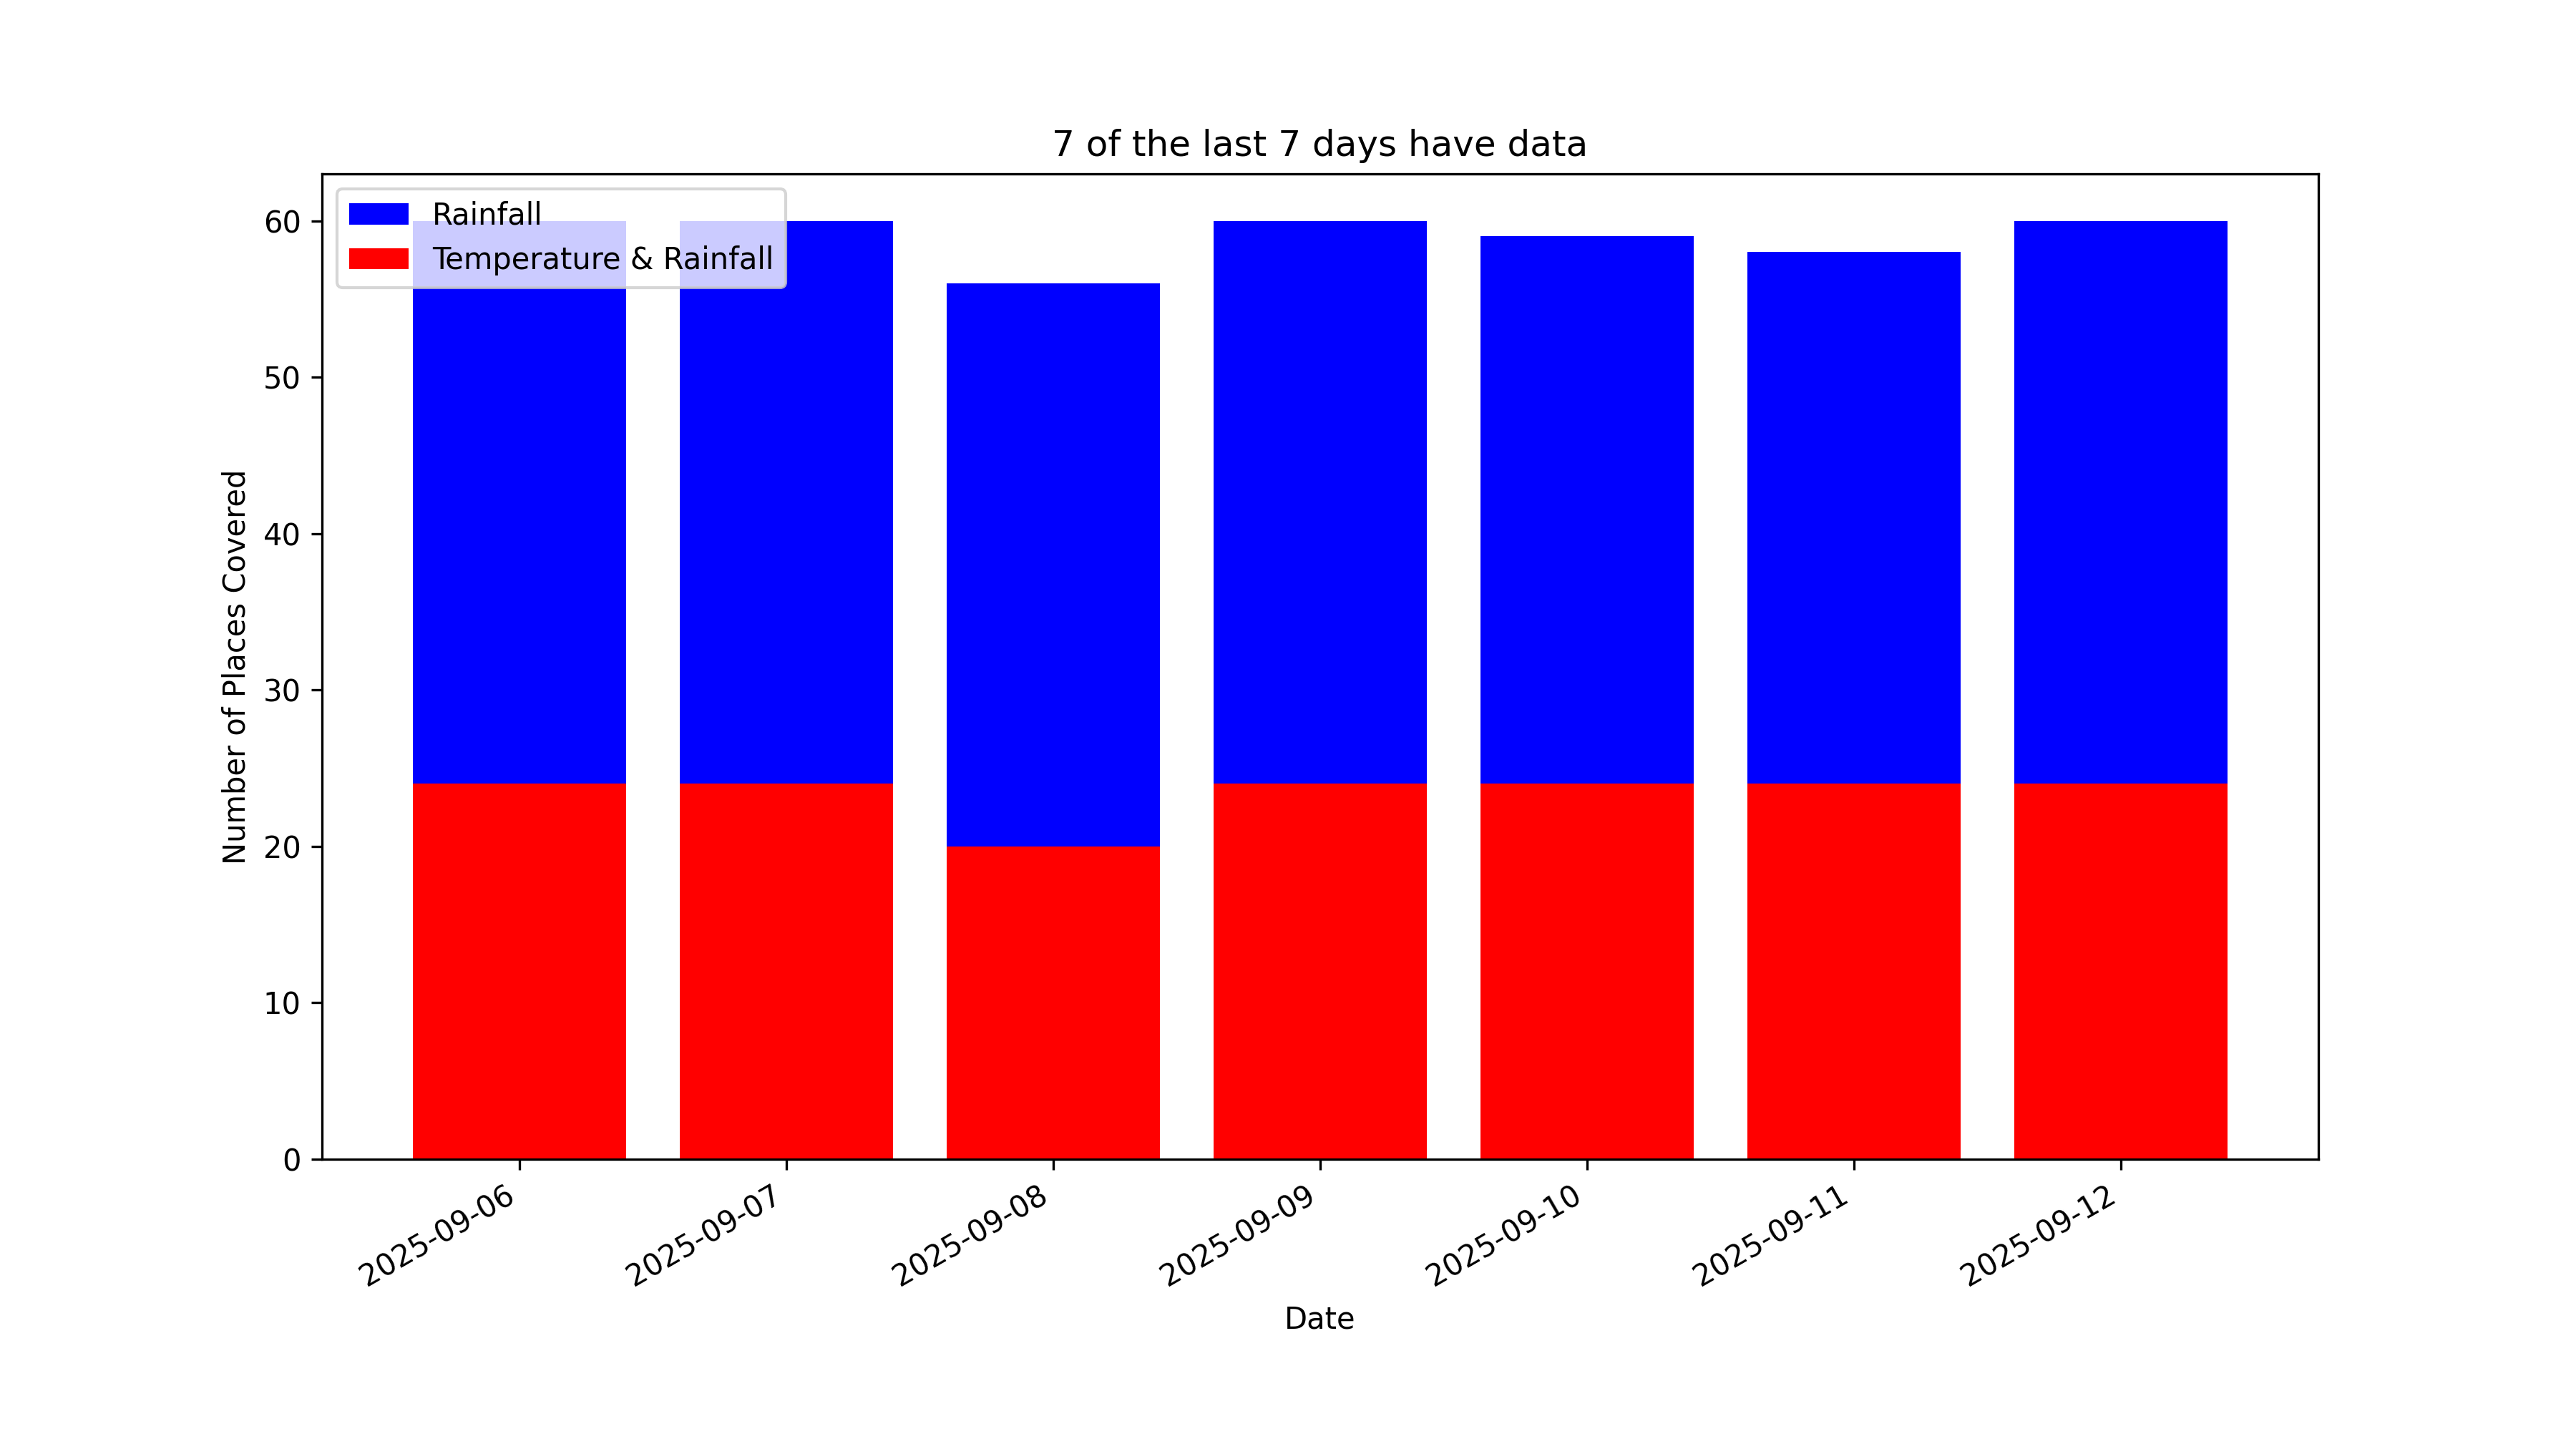 7 of the last 7 days have data
Rainfall
Temperature & Rainfall
Number of Places Covered
60
50
40
30
20
10
0
2025-09-06
2025-09-07
2025-09-08
2025-09-09
2025-09-10
2025-09-11
2025-09-12
Date